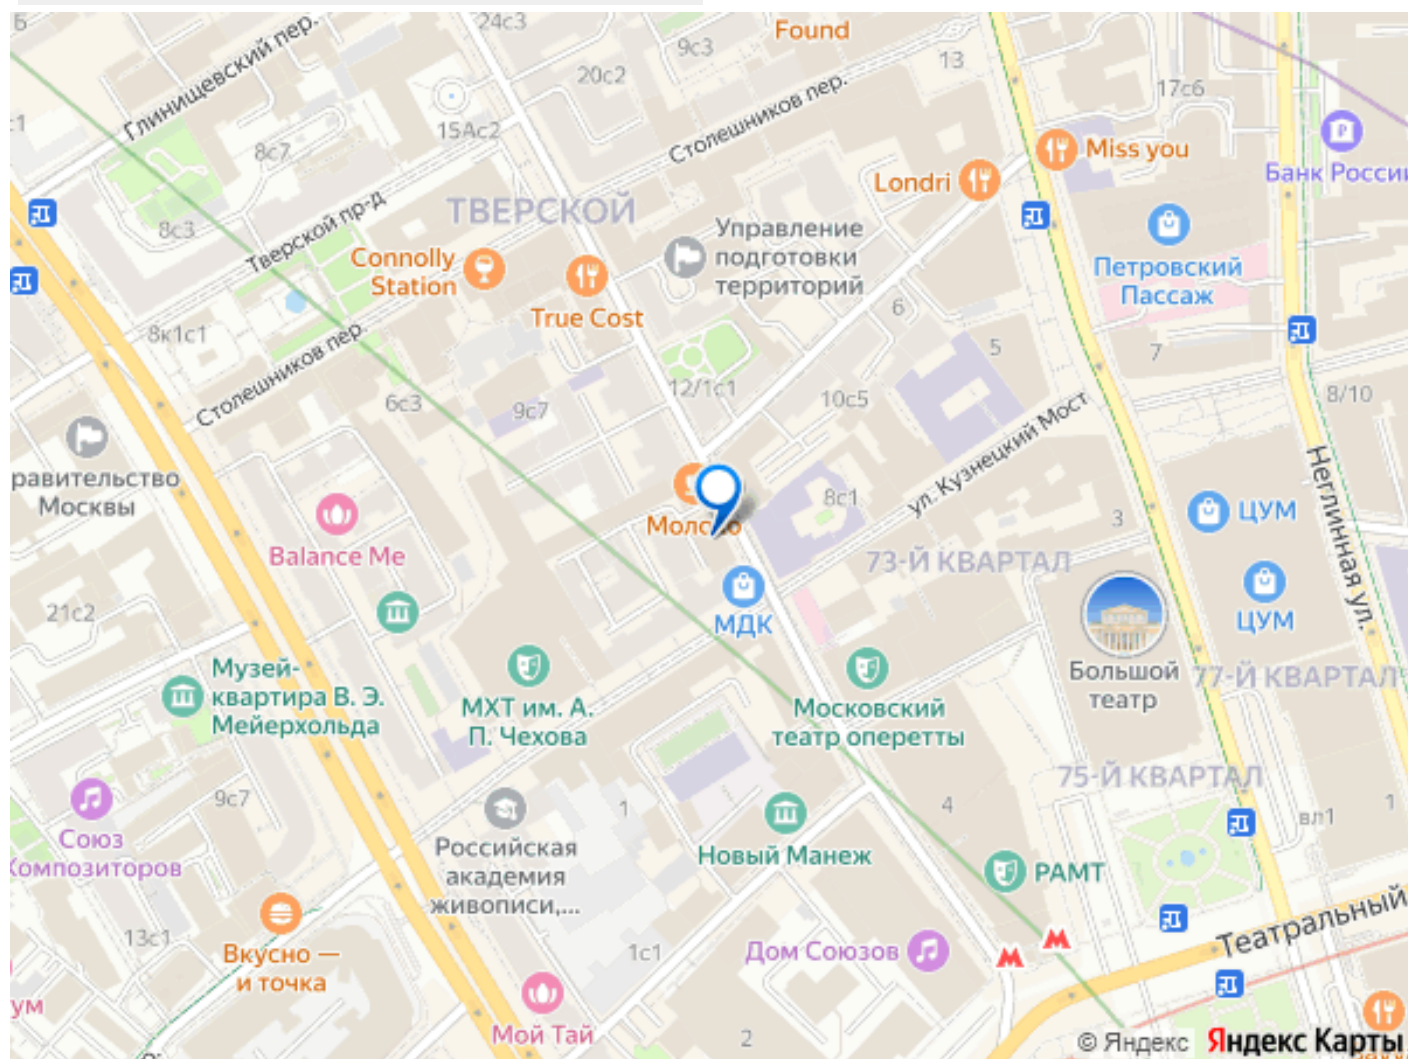 24с3
Found
Б
9с3
13
Глинищевский пер.
20с2
17с6
15Ас2
Столешников пер.
Miss you
8с7
Londri
Банк Росси
ТВЕРСКОЙ
8с3
Тверской пр-д
Управление
подготовки
территорий
Connolly
Station
Петровский
Пассаж
True Cost
6
8к1с1
Столешников пер.
5
7
12/1с1
8/10
6с3
9с7
10с5
равительство
Москвы
ул. Кузнецкий Мост
Неглинная ул.
8с1
3
ЦУМ
Balance Me
73-Й КВАРТАЛ
21с2
МДК
ЦУМ
Музей-
квартира В. Э.
Мейерхольда
МХТ им. А.
П. Чехова
Московский
театр оперетты
Большой
театр
77-Й КВАРТАЛ
75-Й КВАРТАЛ
9с7
1
4
вл1
1
Союз
Композиторов
Российская
академия
живописи,...
Новый Манеж
РАМТ
13с1
Вкусно —
и точка
1с1
Дом Союзов
Театральный
ум
Мой Тай
2
© Яндекс Яндекс Карты